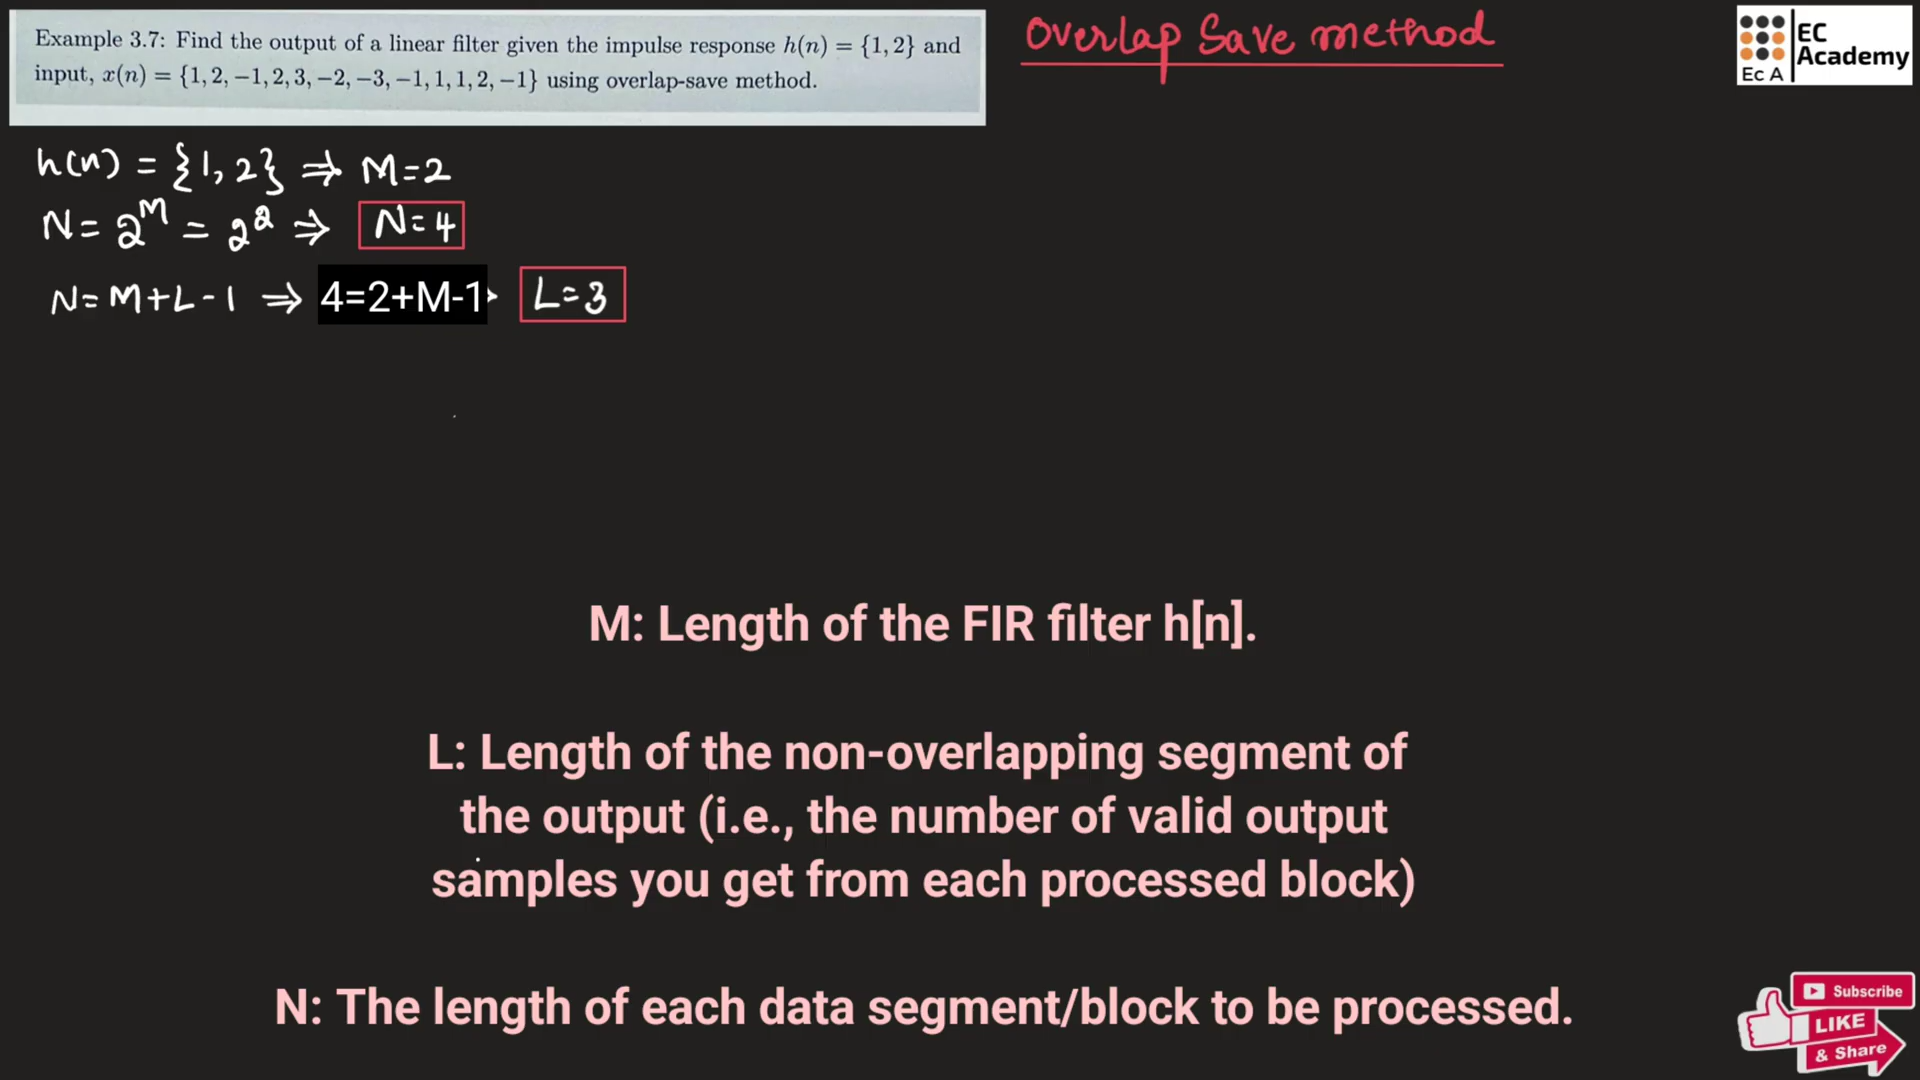 Example 3.7: Find the output of a linear filter given the impulse response h(n) = {1, 2} and
input, x(n) = {1, 2, −1, 2, 3, −2, −3, −1, 1, 1, 2, −1} using overlap-save method.
Overlap Save method
EC
Academy
Ec A
h(n) = {1, 2} ⇒ M=2
N = 2^M = 2^2 ⇒ N=4
N=M+L-1 ⇒ 4=2+M-1 L=3
M: Length of the FIR filter h[n].
L: Length of the non-overlapping segment of
the output (i.e., the number of valid output
samples you get from each processed block)
N: The length of each data segment/block to be processed.
Subscribe
LIKE
& Share